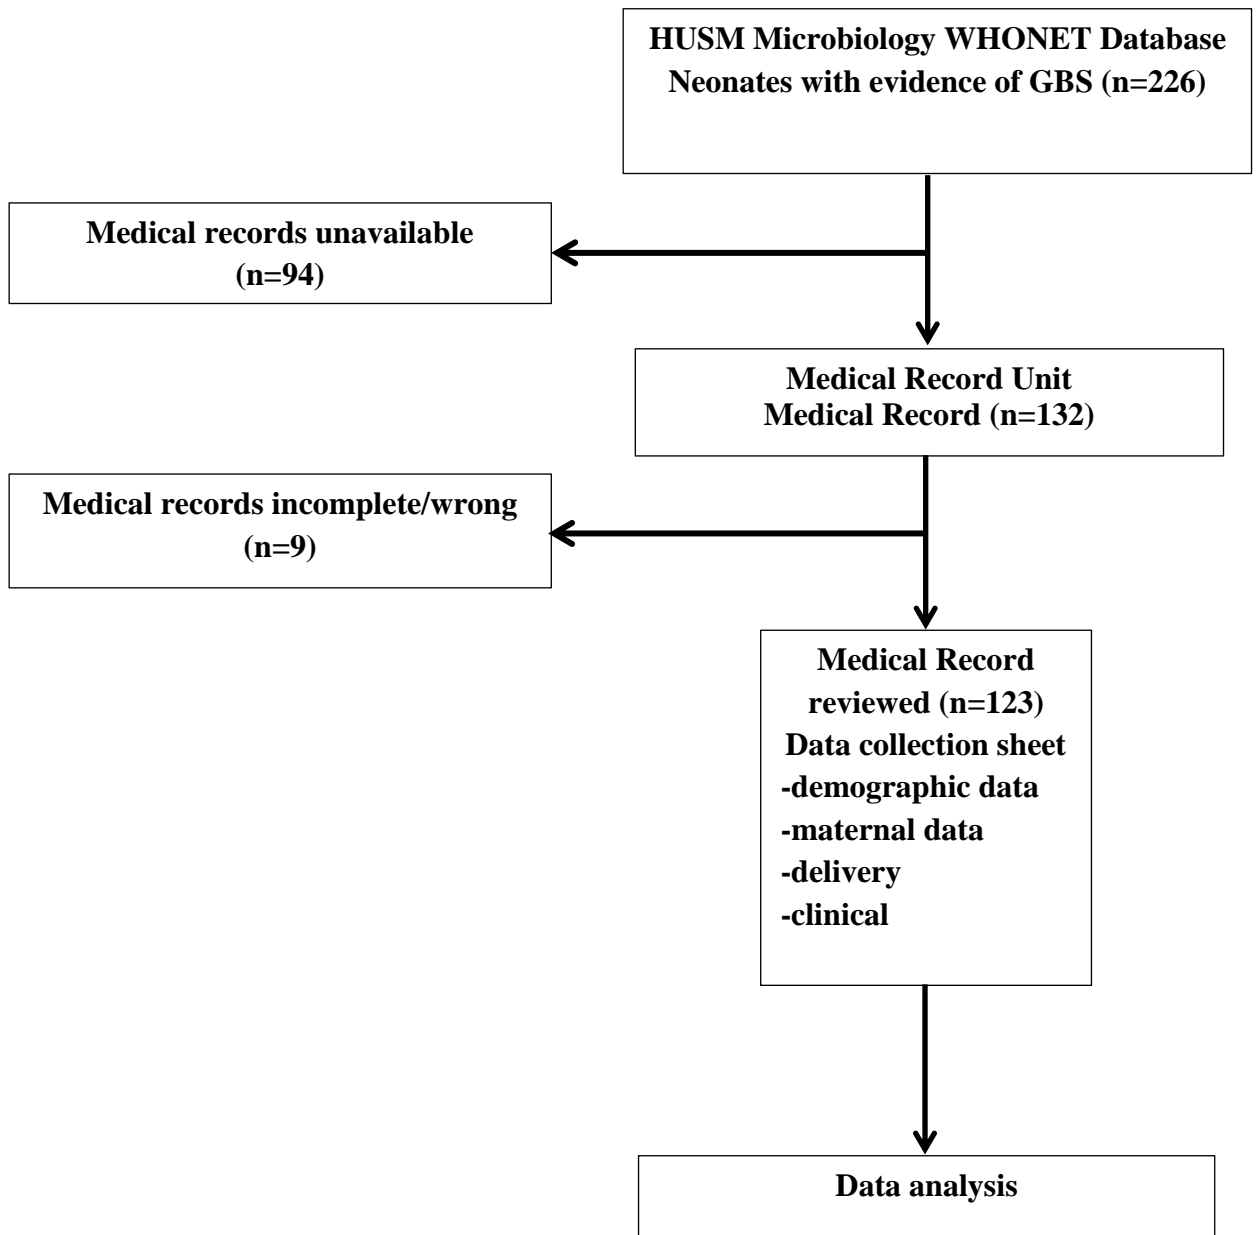 HUSM Microbiology WHONET Database
Neonates with evidence of GBS (n=226)
Medical records unavailable
(n=94)
Medical Record Unit
Medical Record (n=132)
Medical records incomplete/wrong
(n=9)
Medical Record
reviewed (n=123)
Data collection sheet
-demographic data
-maternal data
-delivery
-clinical
Data analysis